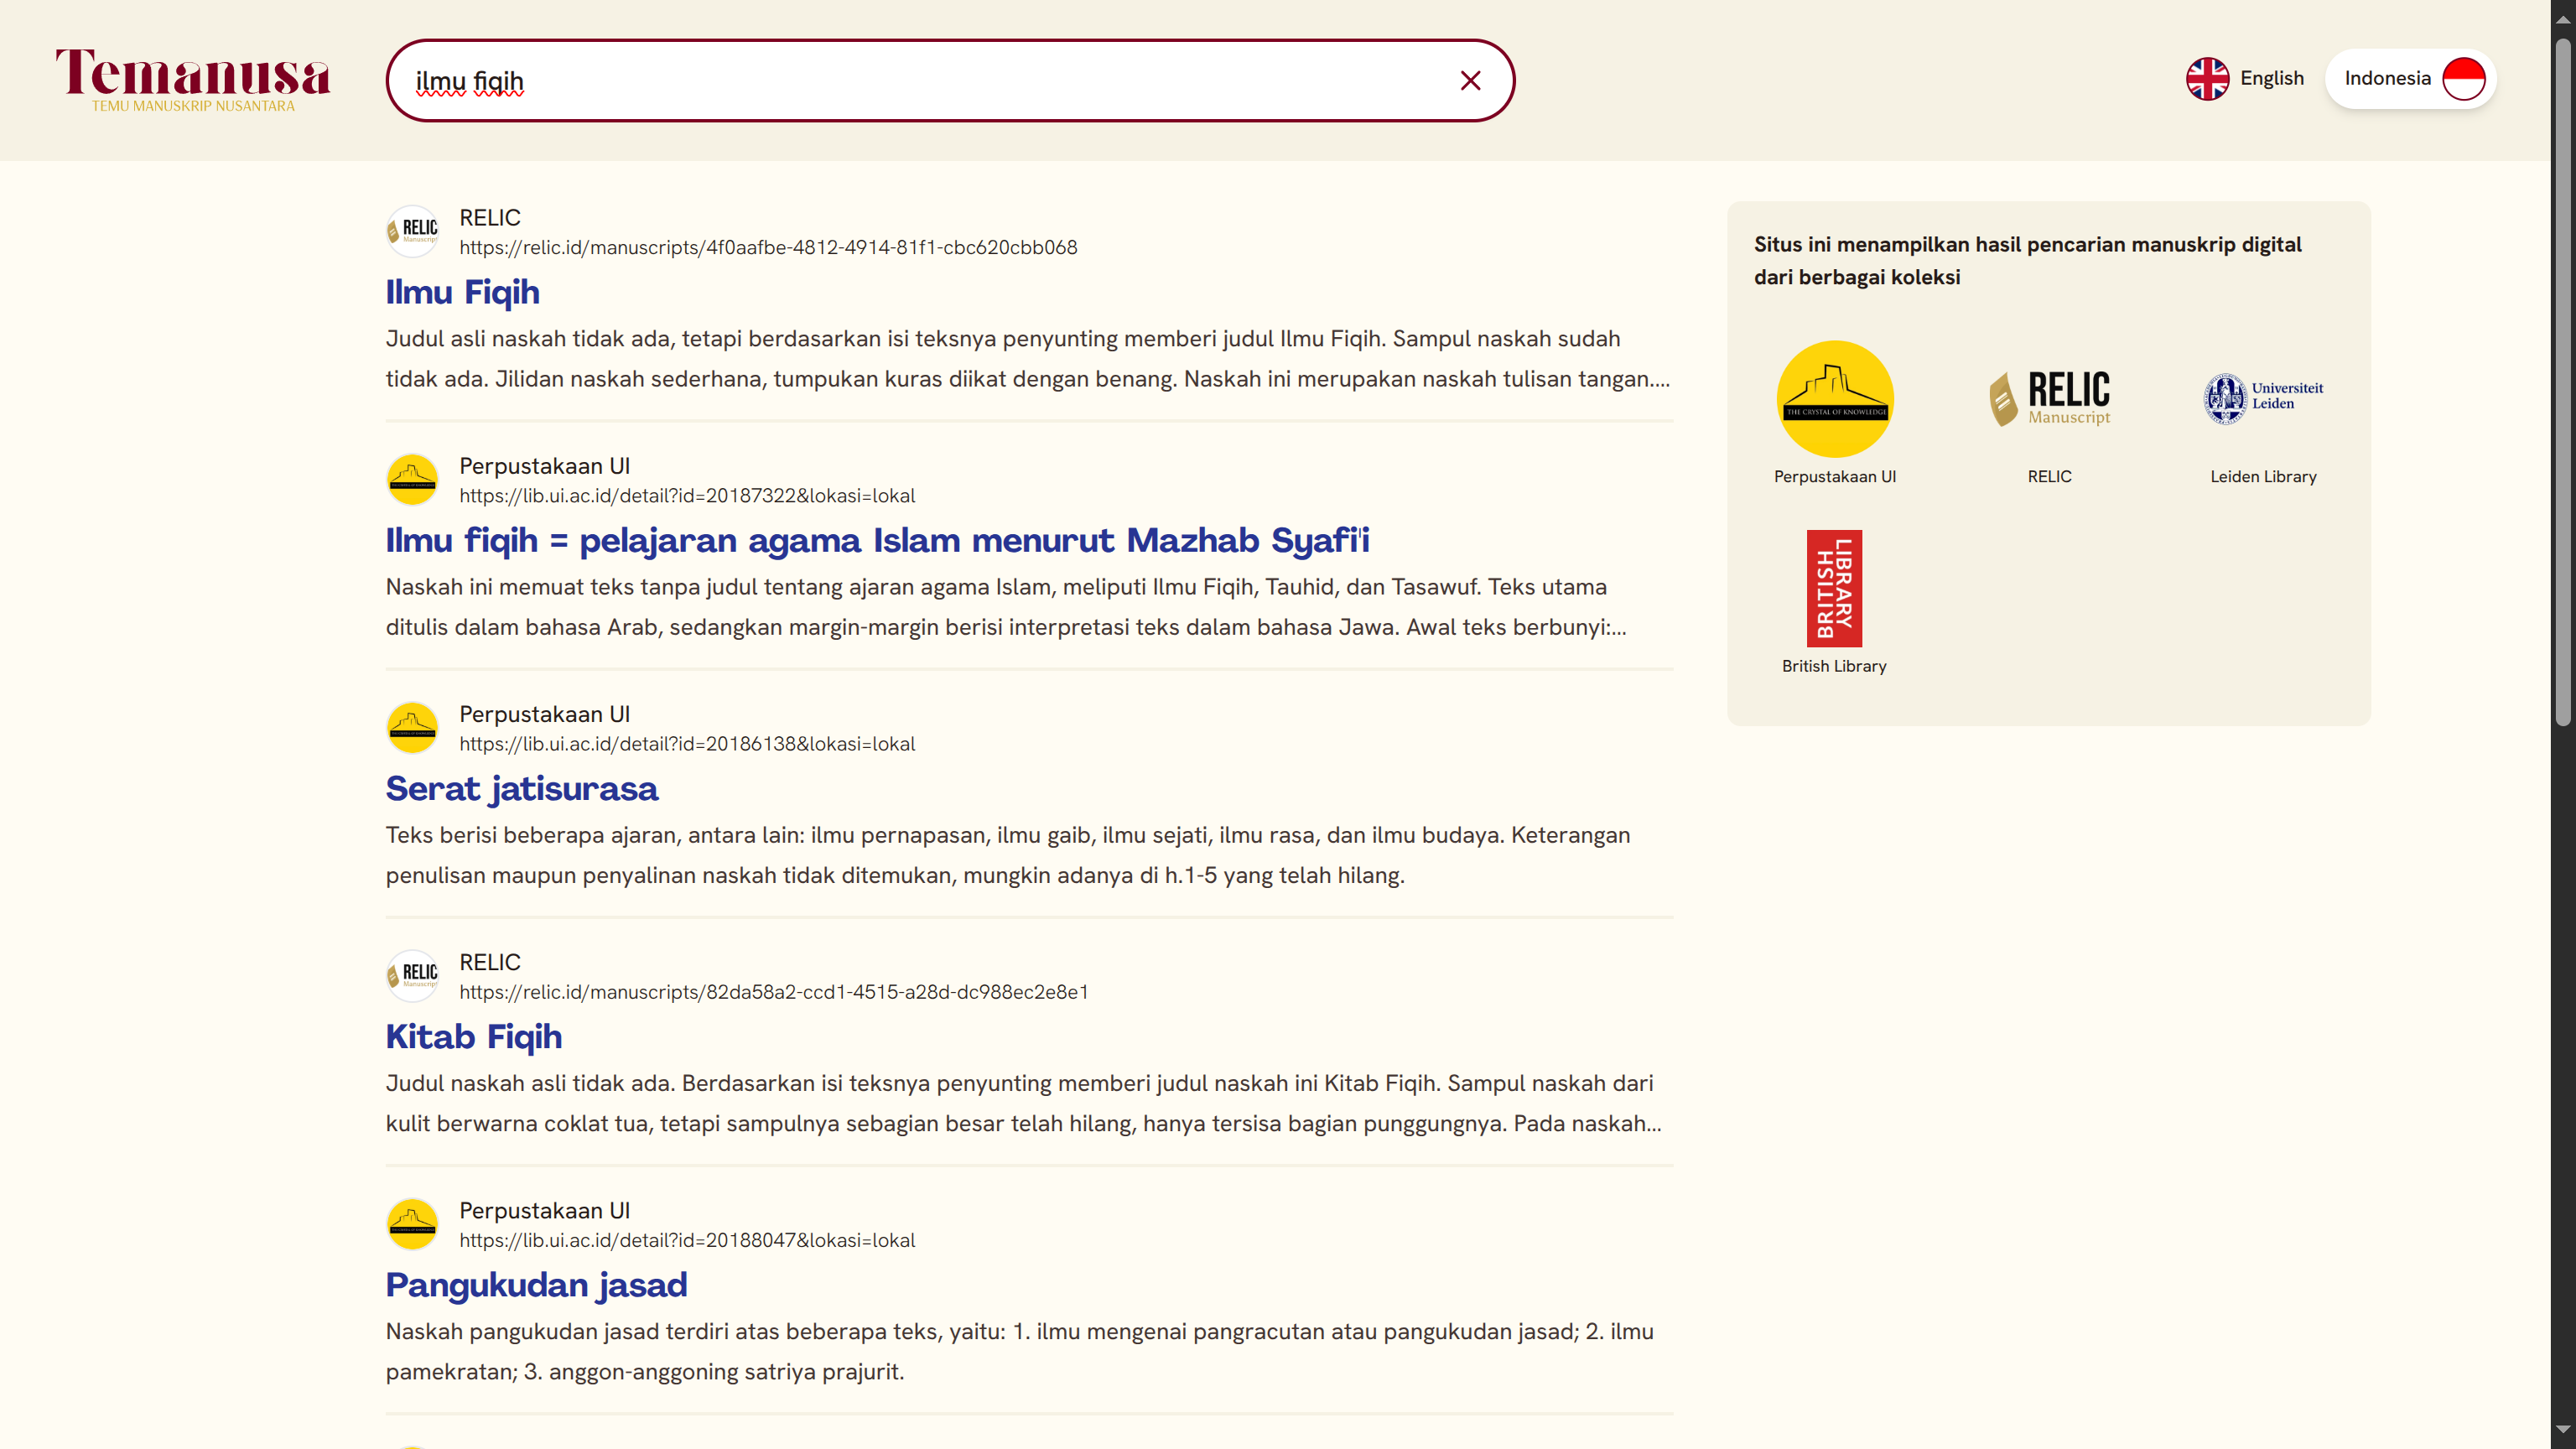 Temanusa
TEMU MANUSKRIP NUSANTARA
ilmu fiqih
English
Indonesia
RELIC
Manuscript
RELIC
https://relic.id/manuscripts/4f0aafbe-4812-4914-81f1-cbc620cbb068
Ilmu Fiqih
Judul asli naskah tidak ada, tetapi berdasarkan isi teksnya penyunting memberi judul Ilmu Fiqih. Sampul naskah sudah
tidak ada. Jilidan naskah sederhana, tumpukan kuras diikat dengan benang. Naskah ini merupakan naskah tulisan tangan....
Perpustakaan UI
https://lib.ui.ac.id/detail?id=20187322&lokasi=lokal
Ilmu fiqih = pelajaran agama Islam menurut Mazhab Syafi'i
Naskah ini memuat teks tanpa judul tentang ajaran agama Islam, meliputi Ilmu Fiqih, Tauhid, dan Tasawuf. Teks utama
ditulis dalam bahasa Arab, sedangkan margin-margin berisi interpretasi teks dalam bahasa Jawa. Awal teks berbunyi:...
Perpustakaan UI
https://lib.ui.ac.id/detail?id=20186138&lokasi=lokal
Serat jatisurasa
Teks berisi beberapa ajaran, antara lain: ilmu pernapasan, ilmu gaib, ilmu sejati, ilmu rasa, dan ilmu budaya. Keterangan
penulisan maupun penyalinan naskah tidak ditemukan, mungkin adanya di h.1-5 yang telah hilang.
RELIC
Manuscript
RELIC
https://relic.id/manuscripts/82da58a2-ccd1-4515-a28d-dc988ec2e8e1
Kitab Fiqih
Judul naskah asli tidak ada. Berdasarkan isi teksnya penyunting memberi judul naskah ini Kitab Fiqih. Sampul naskah dari
kulit berwarna coklat tua, tetapi sampulnya sebagian besar telah hilang, hanya tersisa bagian punggungnya. Pada naskah...
Perpustakaan UI
https://lib.ui.ac.id/detail?id=20188047&lokasi=lokal
Pangukudan jasad
Naskah pangukudan jasad terdiri atas beberapa teks, yaitu: 1. ilmu mengenai pangracutan atau pangukudan jasad; 2. ilmu
pamekratan; 3. anggon-anggoning satriya prajurit.
Situs ini menampilkan hasil pencarian manuskrip digital
dari berbagai koleksi
THE CRYSTAL OF KNOWLEDGE
Perpustakaan UI
RELIC
Manuscript
RELIC
Universiteit
Leiden
Leiden Library
BRITISH
LIBRARY
British Library